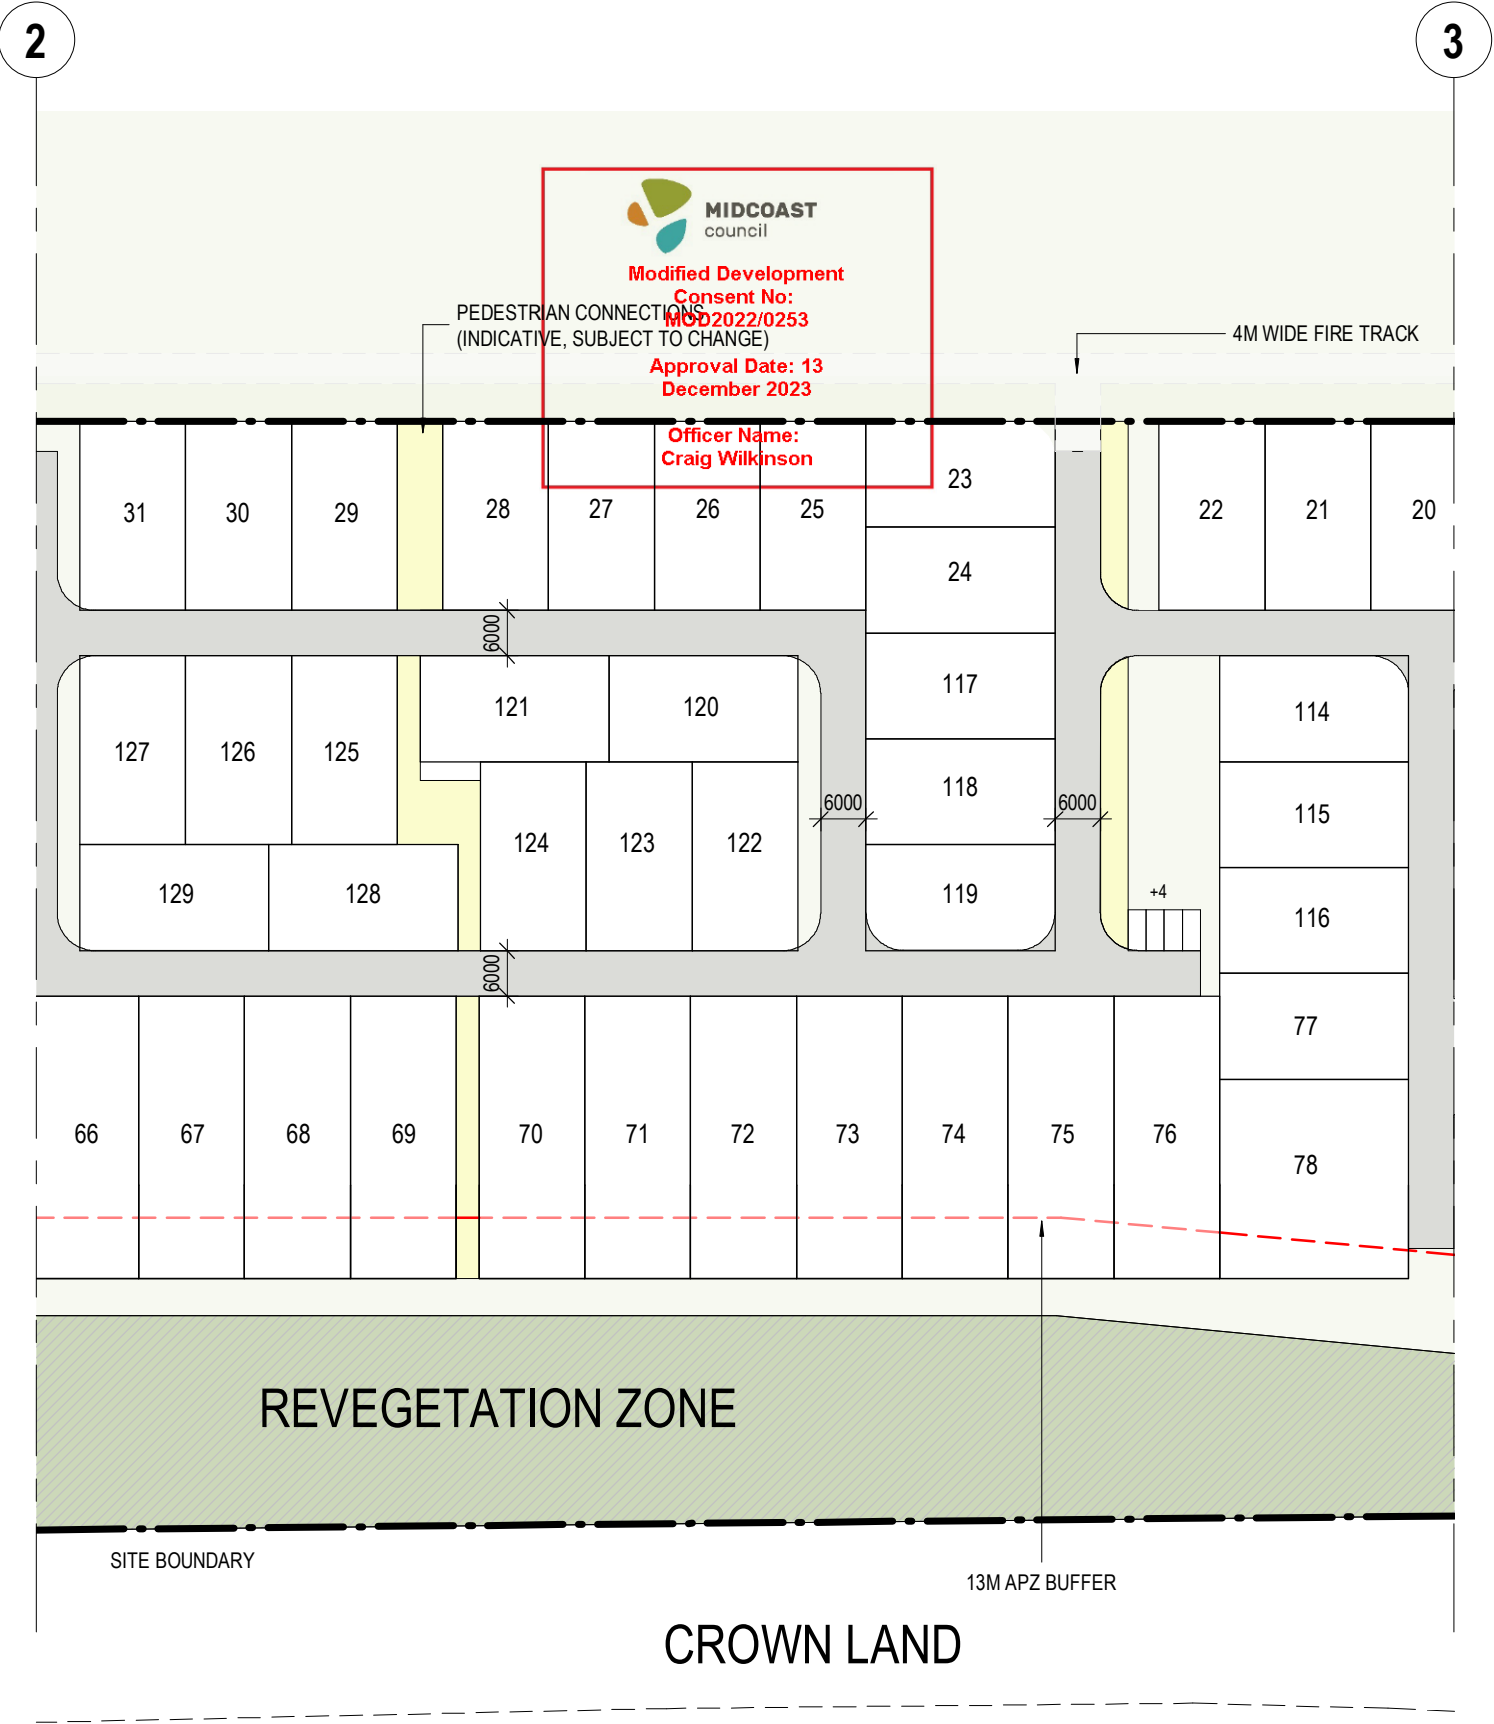 2
3
MIDCOAST
council
Modified Development
Consent No:
MOD2022/0253
Approval Date: 13
December 2023
Officer Name:
Craig Wilkinson
PEDESTRIAN CONNECTIONS
(INDICATIVE, SUBJECT TO CHANGE)
4M WIDE FIRE TRACK
31 30 29 28 27 26 25 23 22 21 20
24
6000
117
118
119
121 120
127 126 125
124 123 122
129 128
6000 6000
114
115
116
+4
6000
77
66 67 68 69 70 71 72 73 74 75 76
78
REVEGETATION ZONE
SITE BOUNDARY
13M APZ BUFFER
CROWN LAND